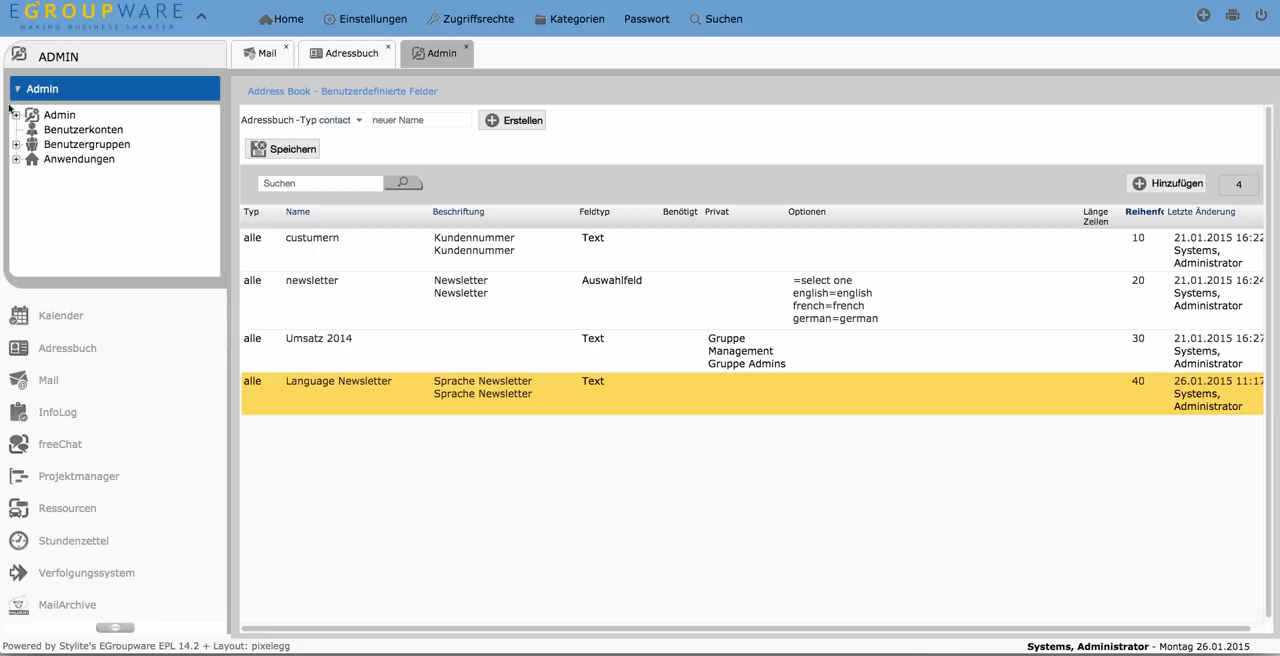 EGROUPWARE
MAKING BUSINESS SMARTER
Home Einstellungen Zugriffsrechte Kategorien Passwort Suchen
ADMIN
Mail Adressbuch Admin
Admin
Admin
Benutzerkonten
Benutzergruppen
Anwendungen
Kalender
Adressbuch
Mail
InfoLog
freeChat
Projektmanager
Ressourcen
Stundenzettel
Verfolgungssystem
MailArchive
Address Book - Benutzerdefinierte Felder
Adressbuch -Typ contact neuer Name Erstellen
Speichern
Suchen Hinzufügen 4
Typ Name Beschriftung Feldtyp Benötigt Privat Optionen Länge Reihenfo Letzte Änderung
Zeilen
alle custumern Kundennummer Text 10 21.01.2015 16:22
Kundennummer Systems,
Administrator
alle newsletter Newsletter Auswahlfeld =select one 20 21.01.2015 16:24
Newsletter english=english Systems,
french=french Administrator
german=german
alle Umsatz 2014 Text Gruppe 30 21.01.2015 16:27
Management Systems,
Gruppe Admins Administrator
alle Language Newsletter Sprache Newsletter Text 40 26.01.2015 11:17
Sprache Newsletter Systems,
Administrator
Powered by Stylite's EGroupware EPL 14.2 + Layout: pixelegg
Systems, Administrator - Montag 26.01.2015